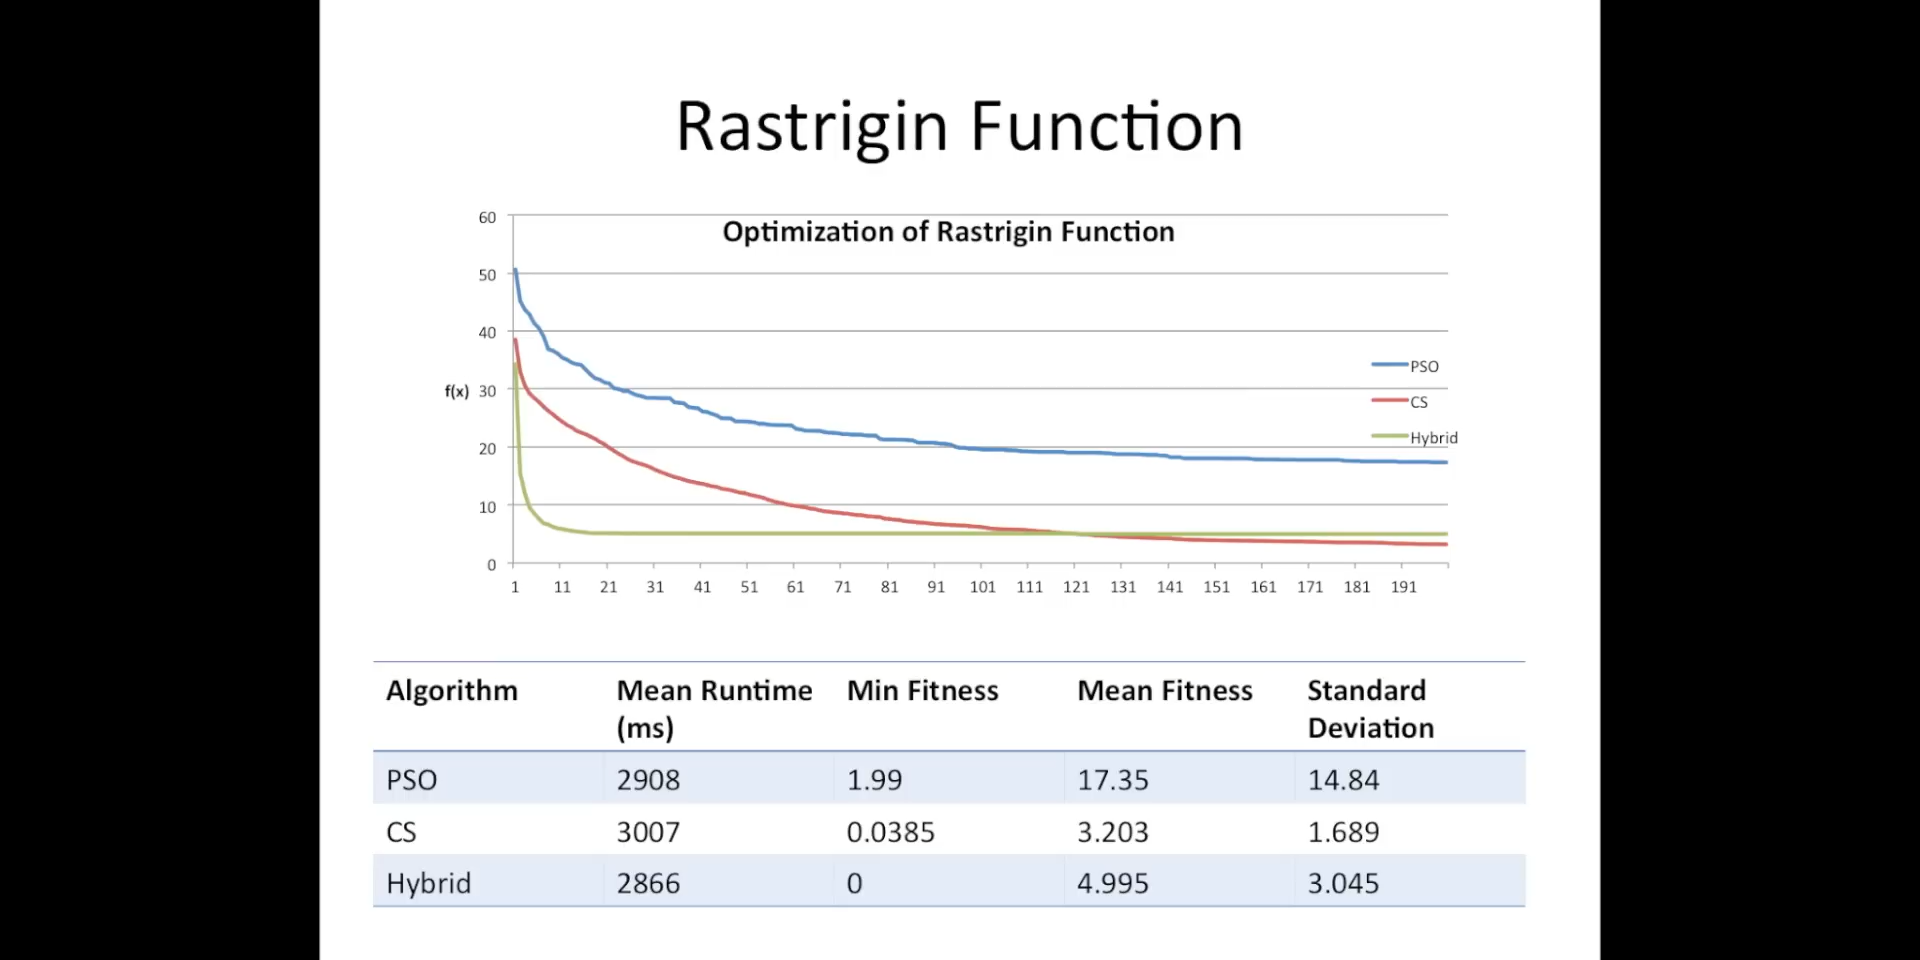 Rastrigin Function
Optimization of Rastrigin Function
60
50
40
f(x) 30
20
10
0
PSO
CS
Hybrid
1 11 21 31 41 51 61 71 81 91 101 111 121 131 141 151 161 171 181 191
Algorithm Mean Runtime (ms) Min Fitness Mean Fitness Standard Deviation
PSO 2908 1.99 17.35 14.84
CS 3007 0.0385 3.203 1.689
Hybrid 2866 0 4.995 3.045